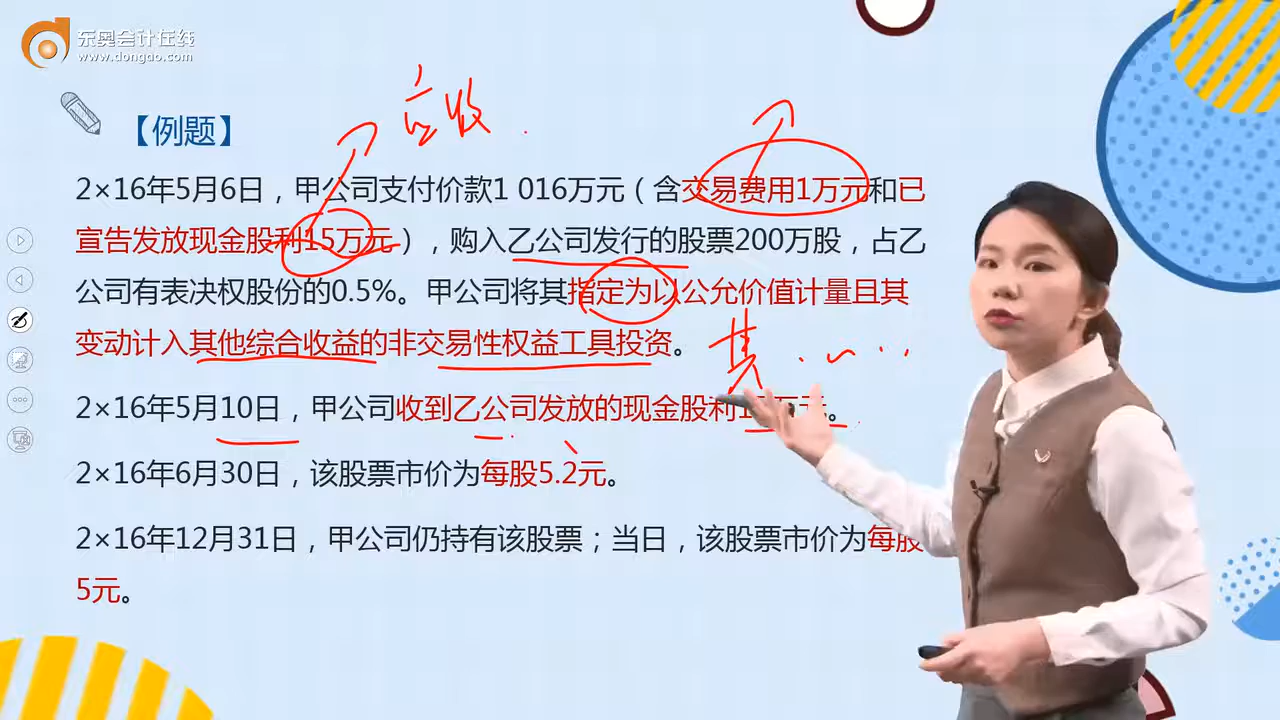 东奥会计在线
www.dongao.com
应收
【例题】
2×16年5月6日，甲公司支付价款1 016万元（含交易费用1万元和已
宣告发放现金股利15万元），购入乙公司发行的股票200万股，占乙
公司有表决权股份的0.5%。甲公司将其指定为以公允价值计量且其
变动计入其他综合收益的非交易性权益工具投资。
其
2×16年5月10日，甲公司收到乙公司发放的现金股利1万元。
2×16年6月30日，该股票市价为每股5.2元。
2×16年12月31日，甲公司仍持有该股票；当日，该股票市价为每股
5元。